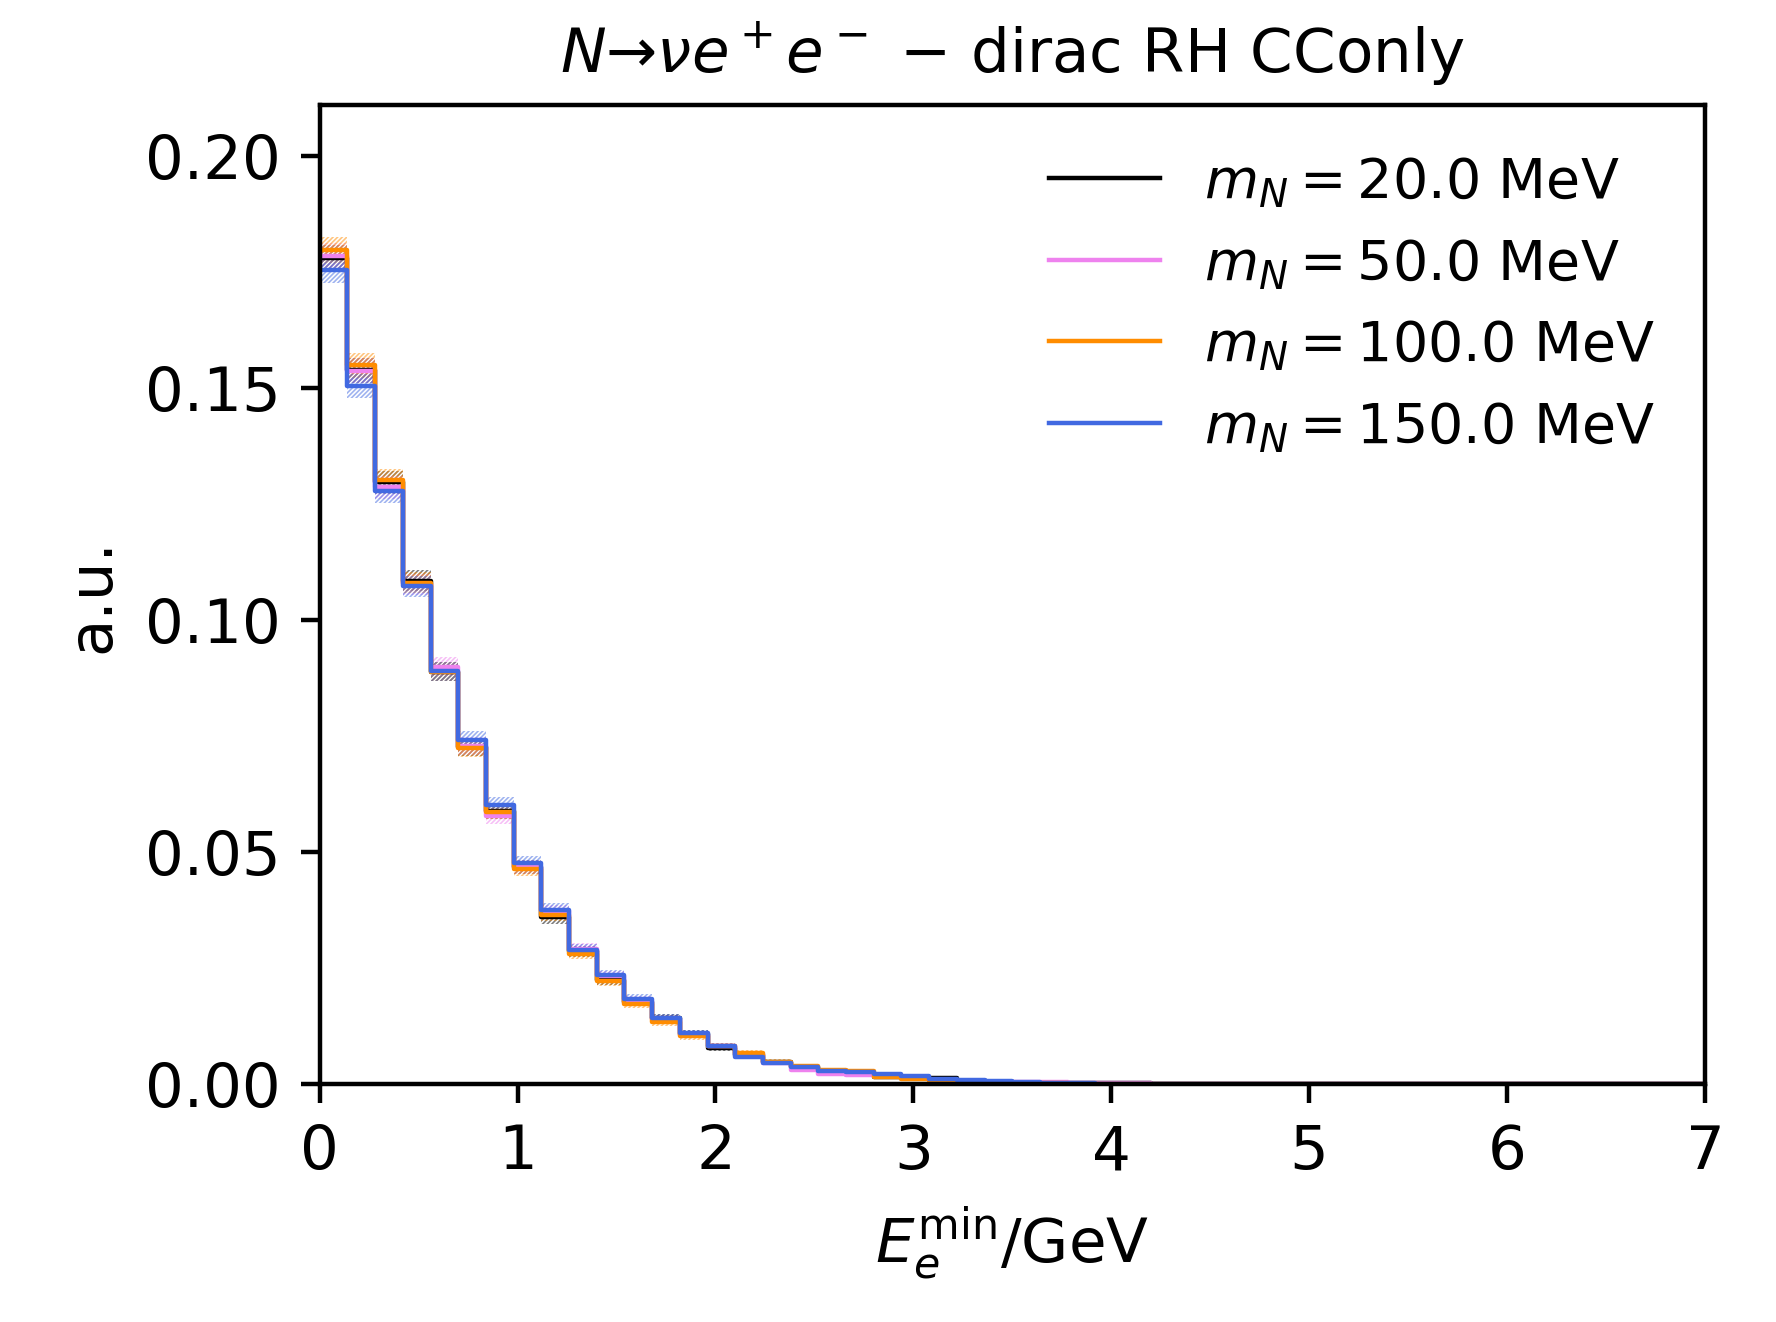 N→νe⁺e⁻ − dirac RH CConly
0.20
0.15
0.10
0.05
0.00
a.u.
m_N = 20.0 MeV
m_N = 50.0 MeV
m_N = 100.0 MeV
m_N = 150.0 MeV
0 1 2 3 4 5 6 7
E_e^min/GeV